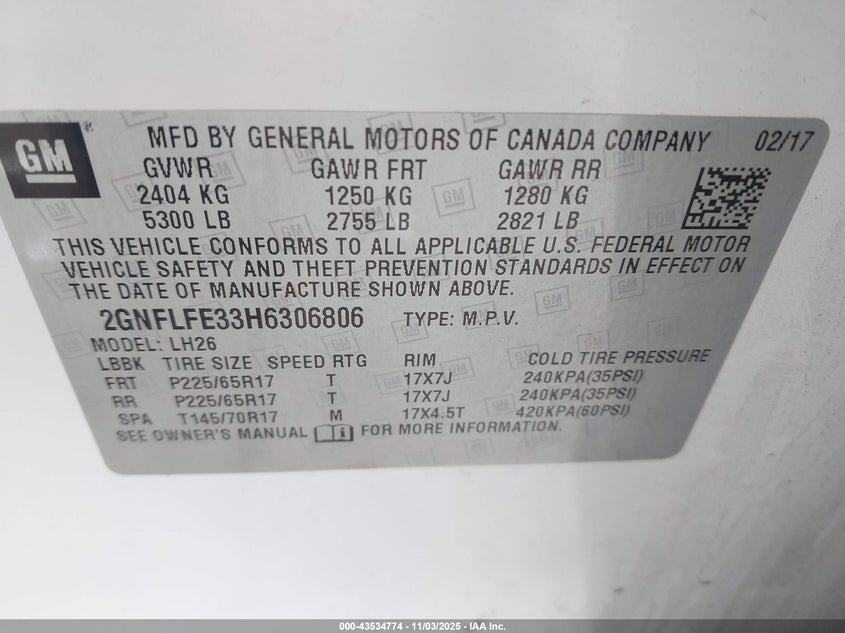 GM
MFD BY GENERAL MOTORS OF CANADA COMPANY 02/17
GVWR GAWR FRT GAWR RR
2404 KG 1250 KG 1280 KG
5300 LB 2755 LB 2821 LB
THIS VEHICLE CONFORMS TO ALL APPLICABLE U.S. FEDERAL MOTOR
VEHICLE SAFETY AND THEFT PREVENTION STANDARDS IN EFFECT ON
THE DATE OF MANUFACTURE SHOWN ABOVE.
2GNFLFE33H6306806 TYPE: M.P.V.
MODEL: LH26
LBBK TIRE SIZE SPEED RTG RIM COLD TIRE PRESSURE
FRT P225/65R17 T 17X7J 240KPA(35PSI)
RR P225/65R17 T 17X7J 240KPA(35PSI)
SPA T145/70R17 M 17X4.5T 420KPA(60PSI)
SEE OWNER'S MANUAL FOR MORE INFORMATION.
000-43534774 - 11/03/2025 - IAA Inc.